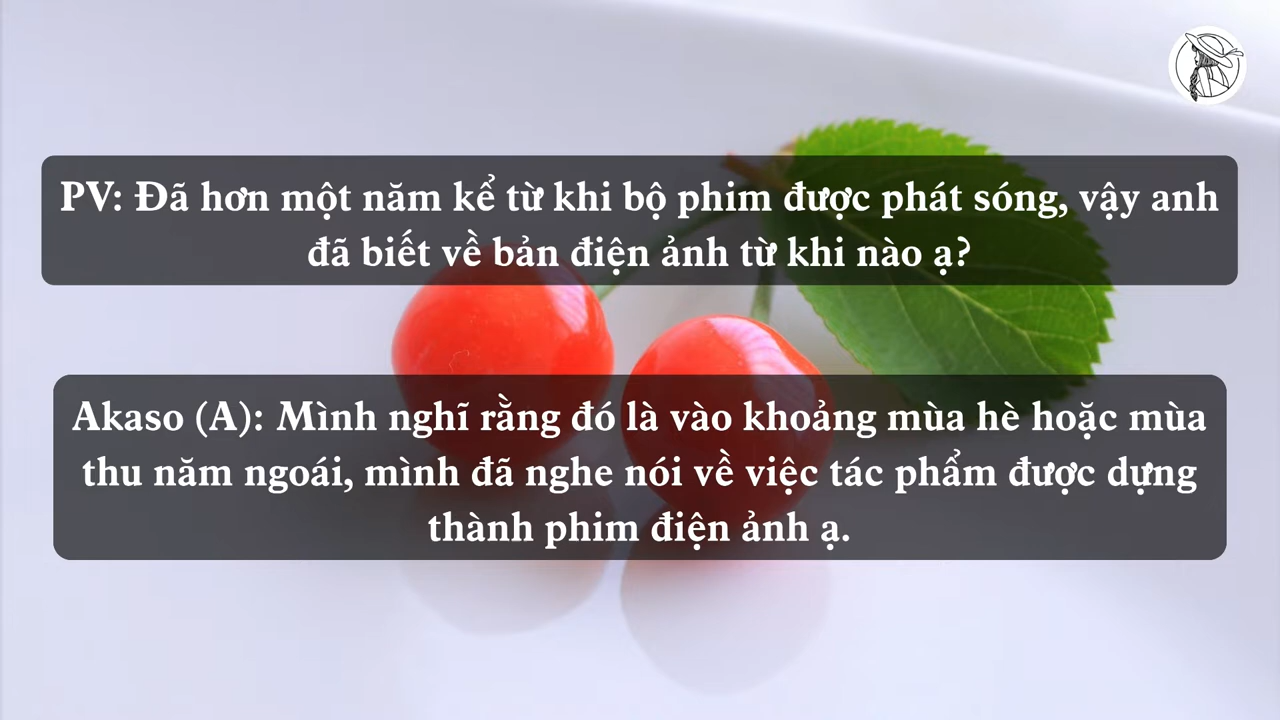 PV: Đã hơn một năm kể từ khi bộ phim được phát sóng, vậy anh
đã biết về bản điện ảnh từ khi nào ạ?
Akaso (A): Mình nghĩ rằng đó là vào khoảng mùa hè hoặc mùa
thu năm ngoái, mình đã nghe nói về việc tác phẩm được dựng
thành phim điện ảnh ạ.